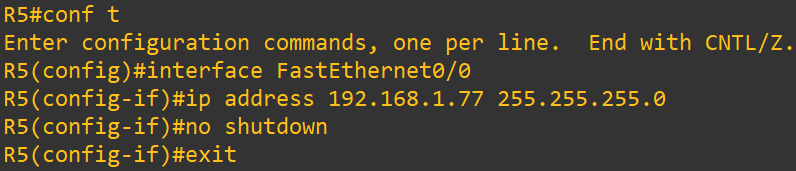 R5#conf t
Enter configuration commands, one per line.  End with CNTL/Z.
R5(config)#interface FastEthernet0/0
R5(config-if)#ip address 192.168.1.77 255.255.255.0
R5(config-if)#no shutdown
R5(config-if)#exit